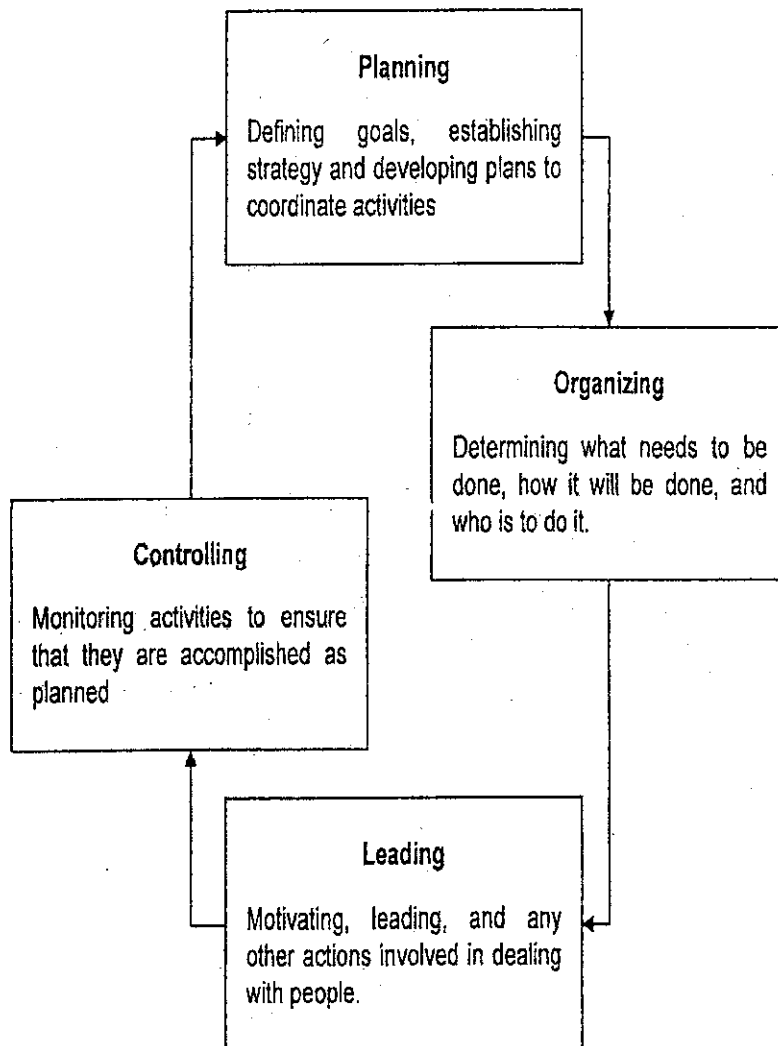 Planning
Defining goals, establishing
strategy and developing plans to
coordinate activities
Organizing
Determining what needs to be
done, how it will be done, and
who is to do it.
Leading
Motivating, leading, and any
other actions involved in dealing
with people.
Controlling
Monitoring activities to ensure
that they are accomplished as
planned